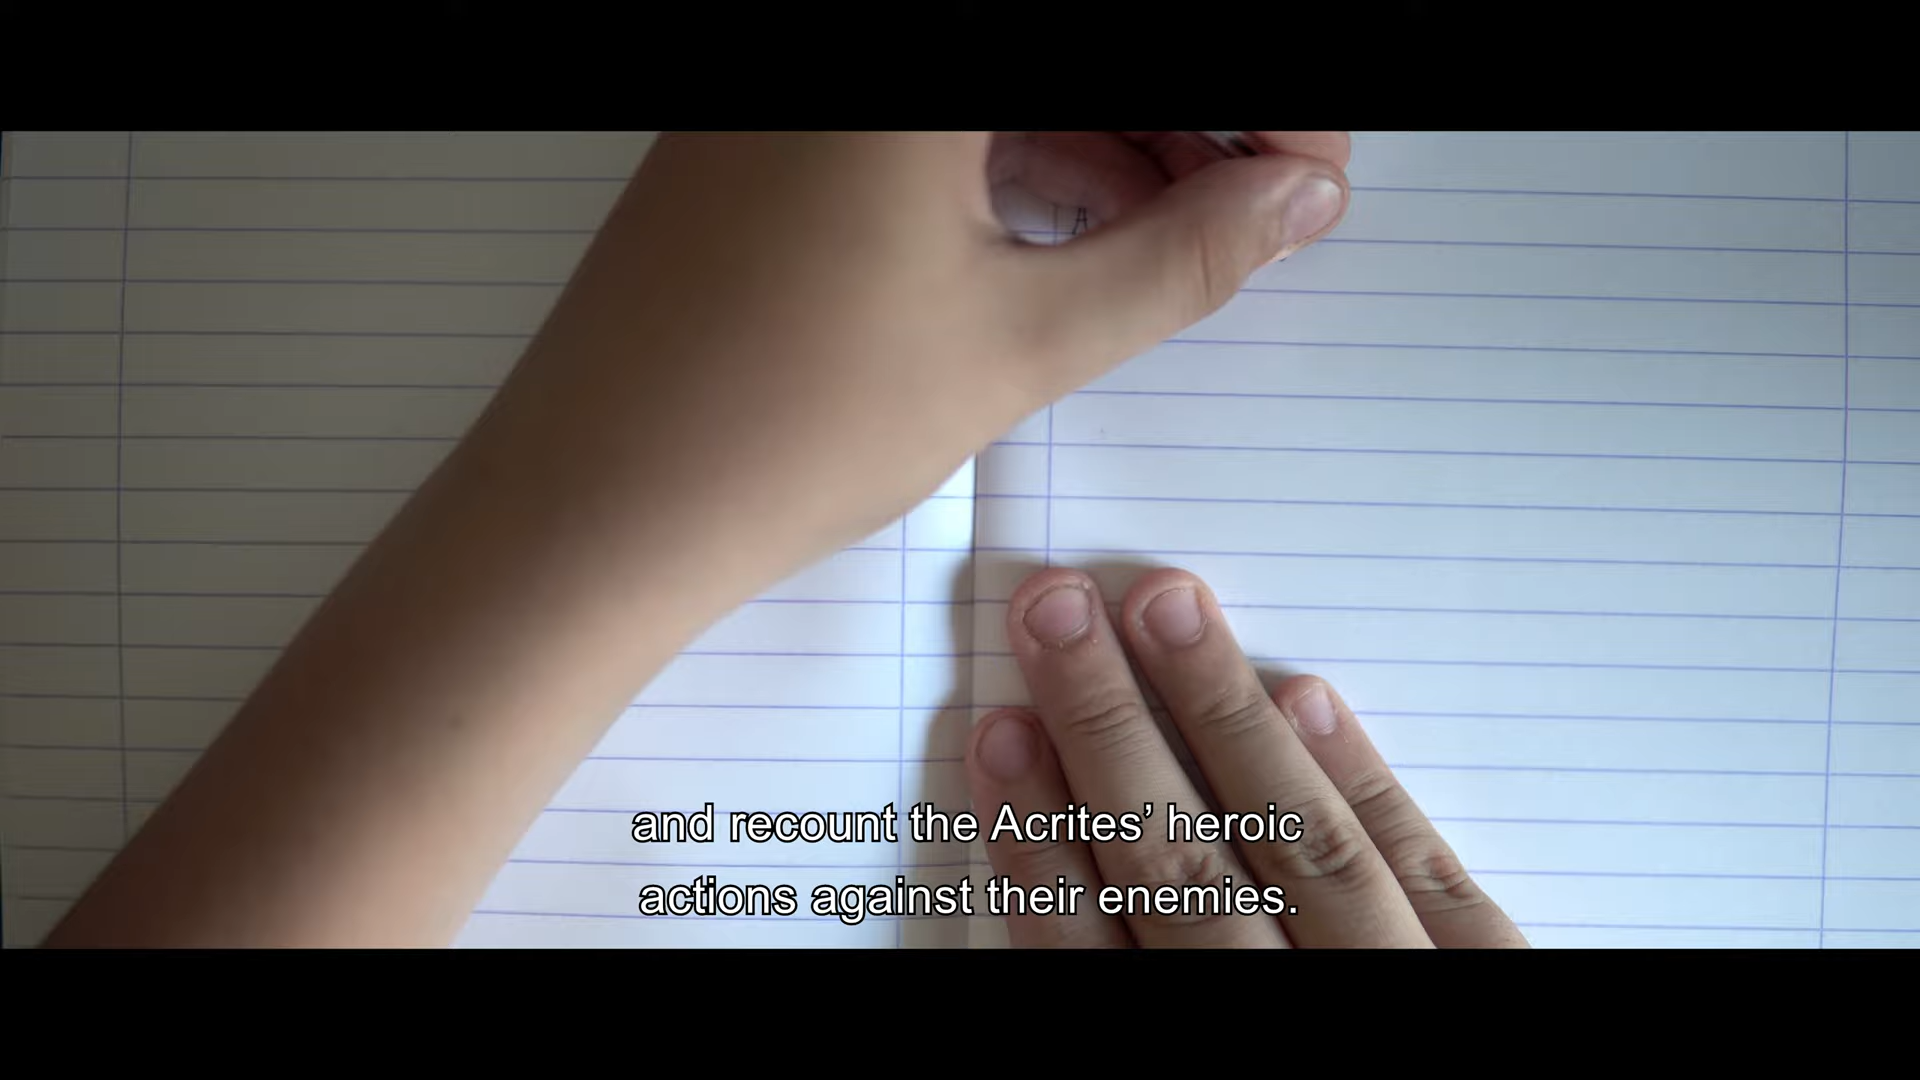 A
and recount the Acrites’ heroic
actions against their enemies.